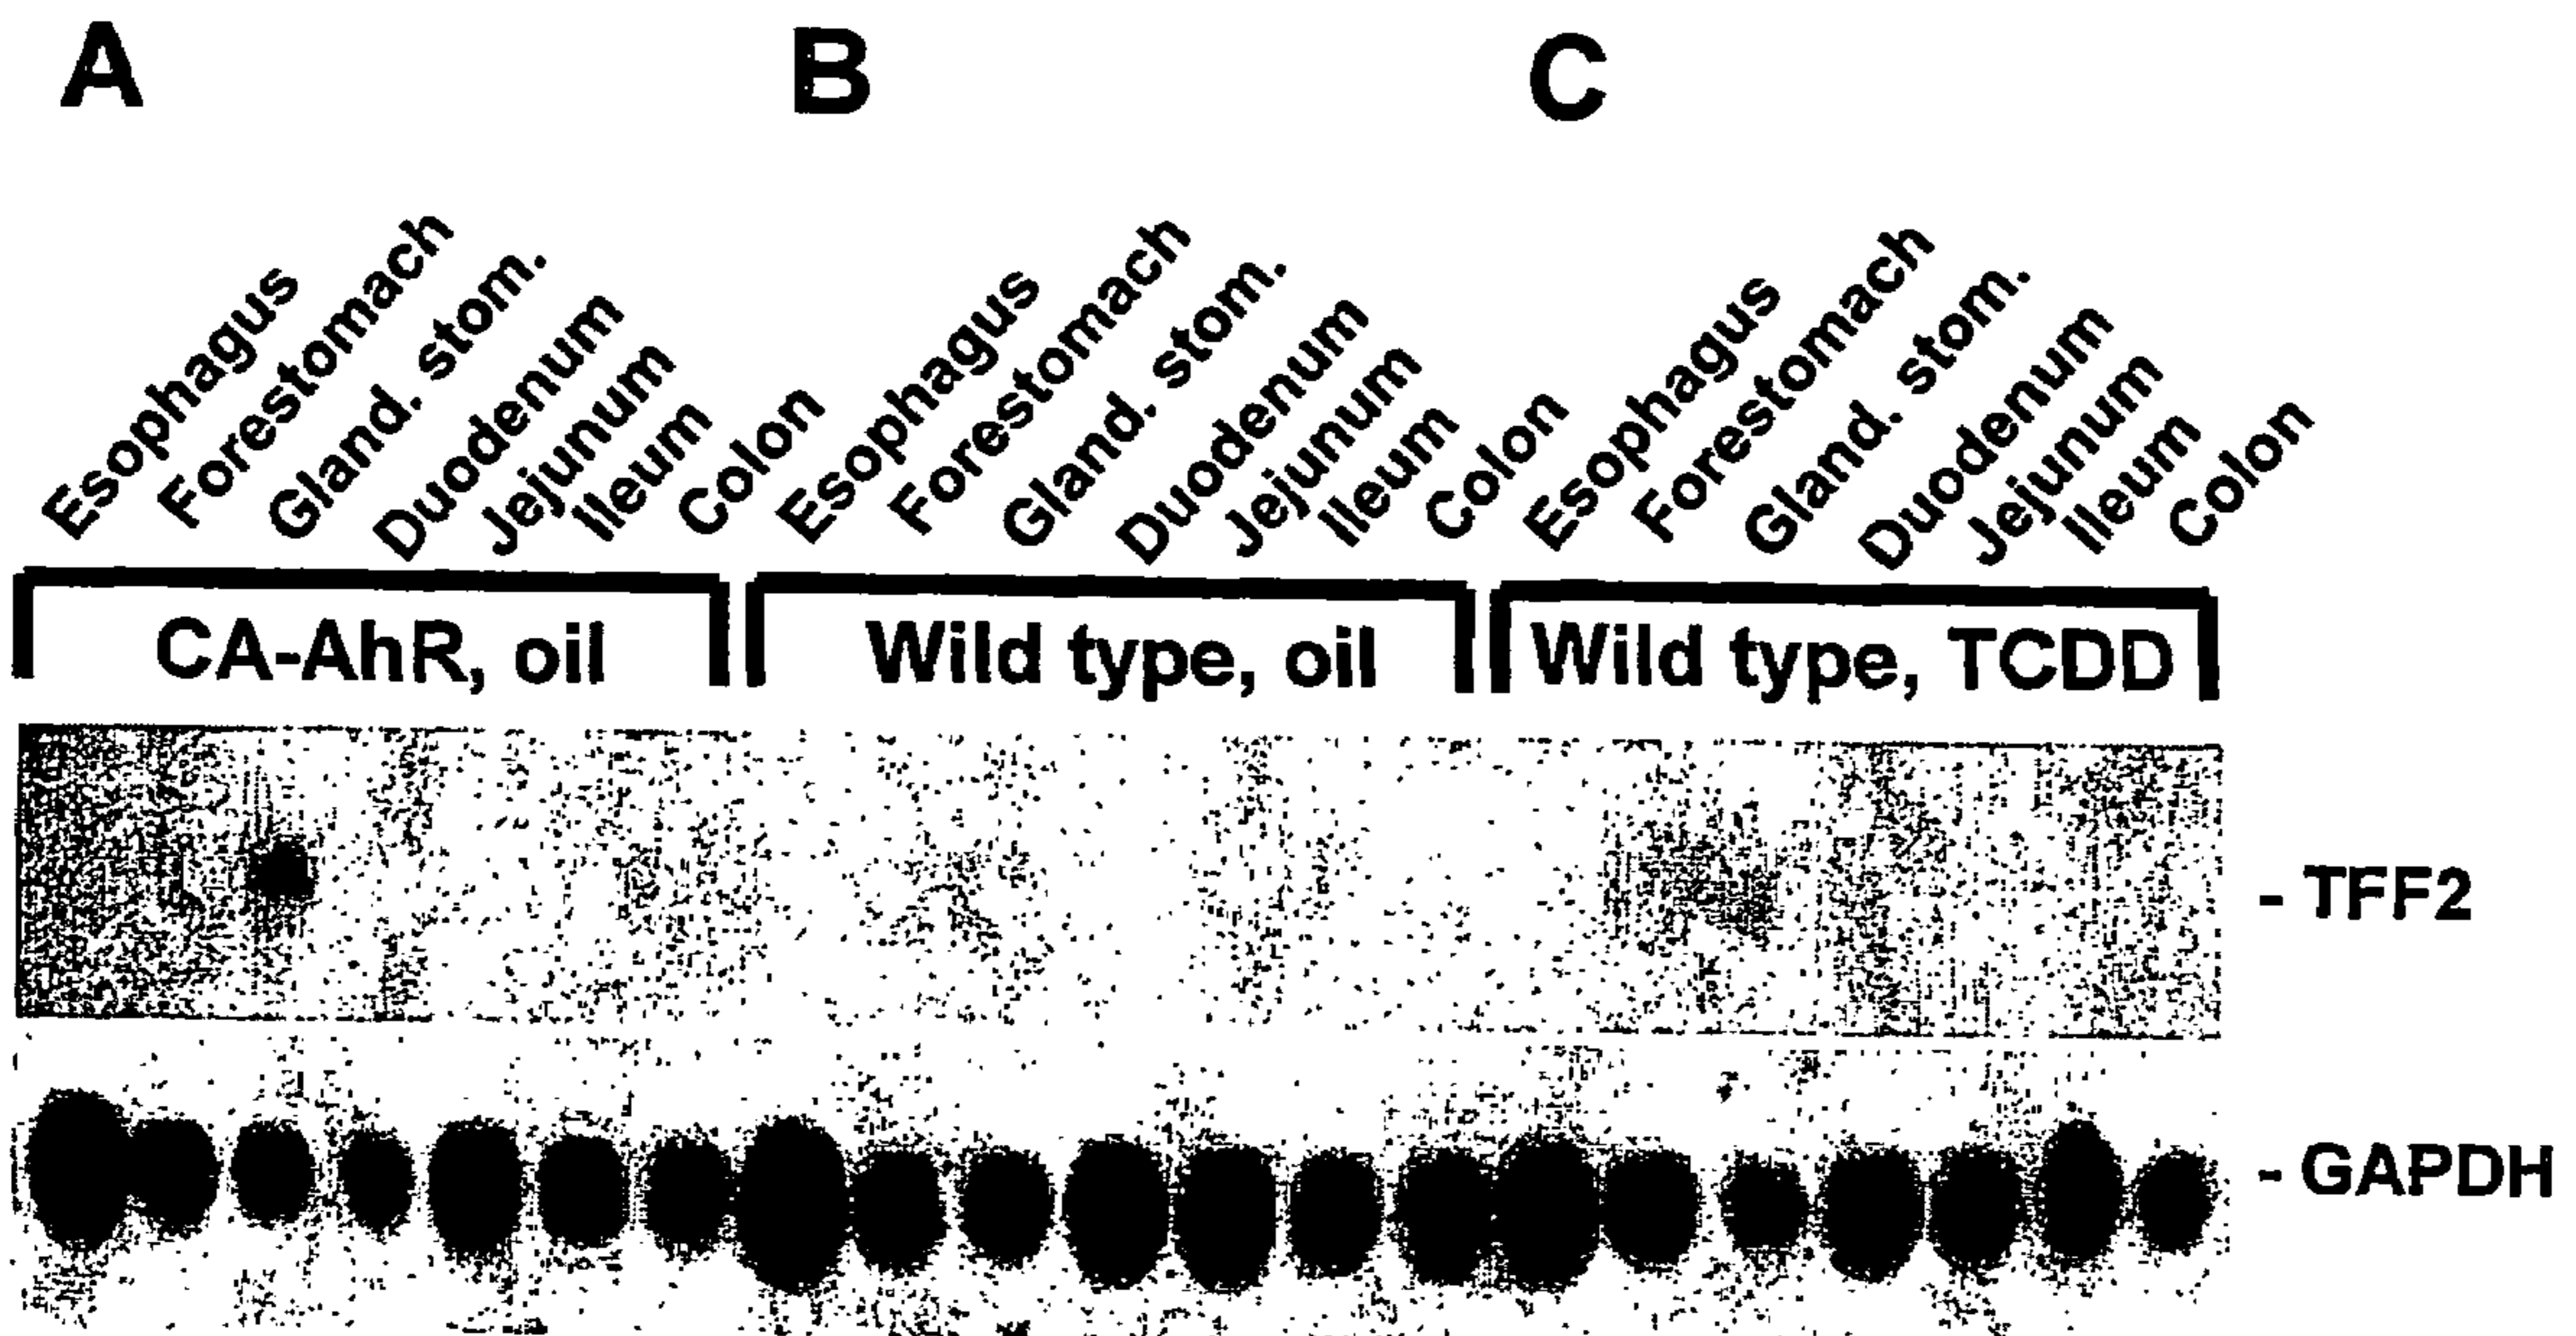 A B C
Esophagus Forestomach Gland. stom. Duodenum Jejunum Ileum Colon Esophagus Forestomach Gland. stom. Duodenum Jejunum Ileum Colon Esophagus Forestomach Gland. stom. Duodenum Jejunum Ileum Colon
CA-AhR, oil Wild type, oil Wild type, TCDD
- TFF2
- GAPDH